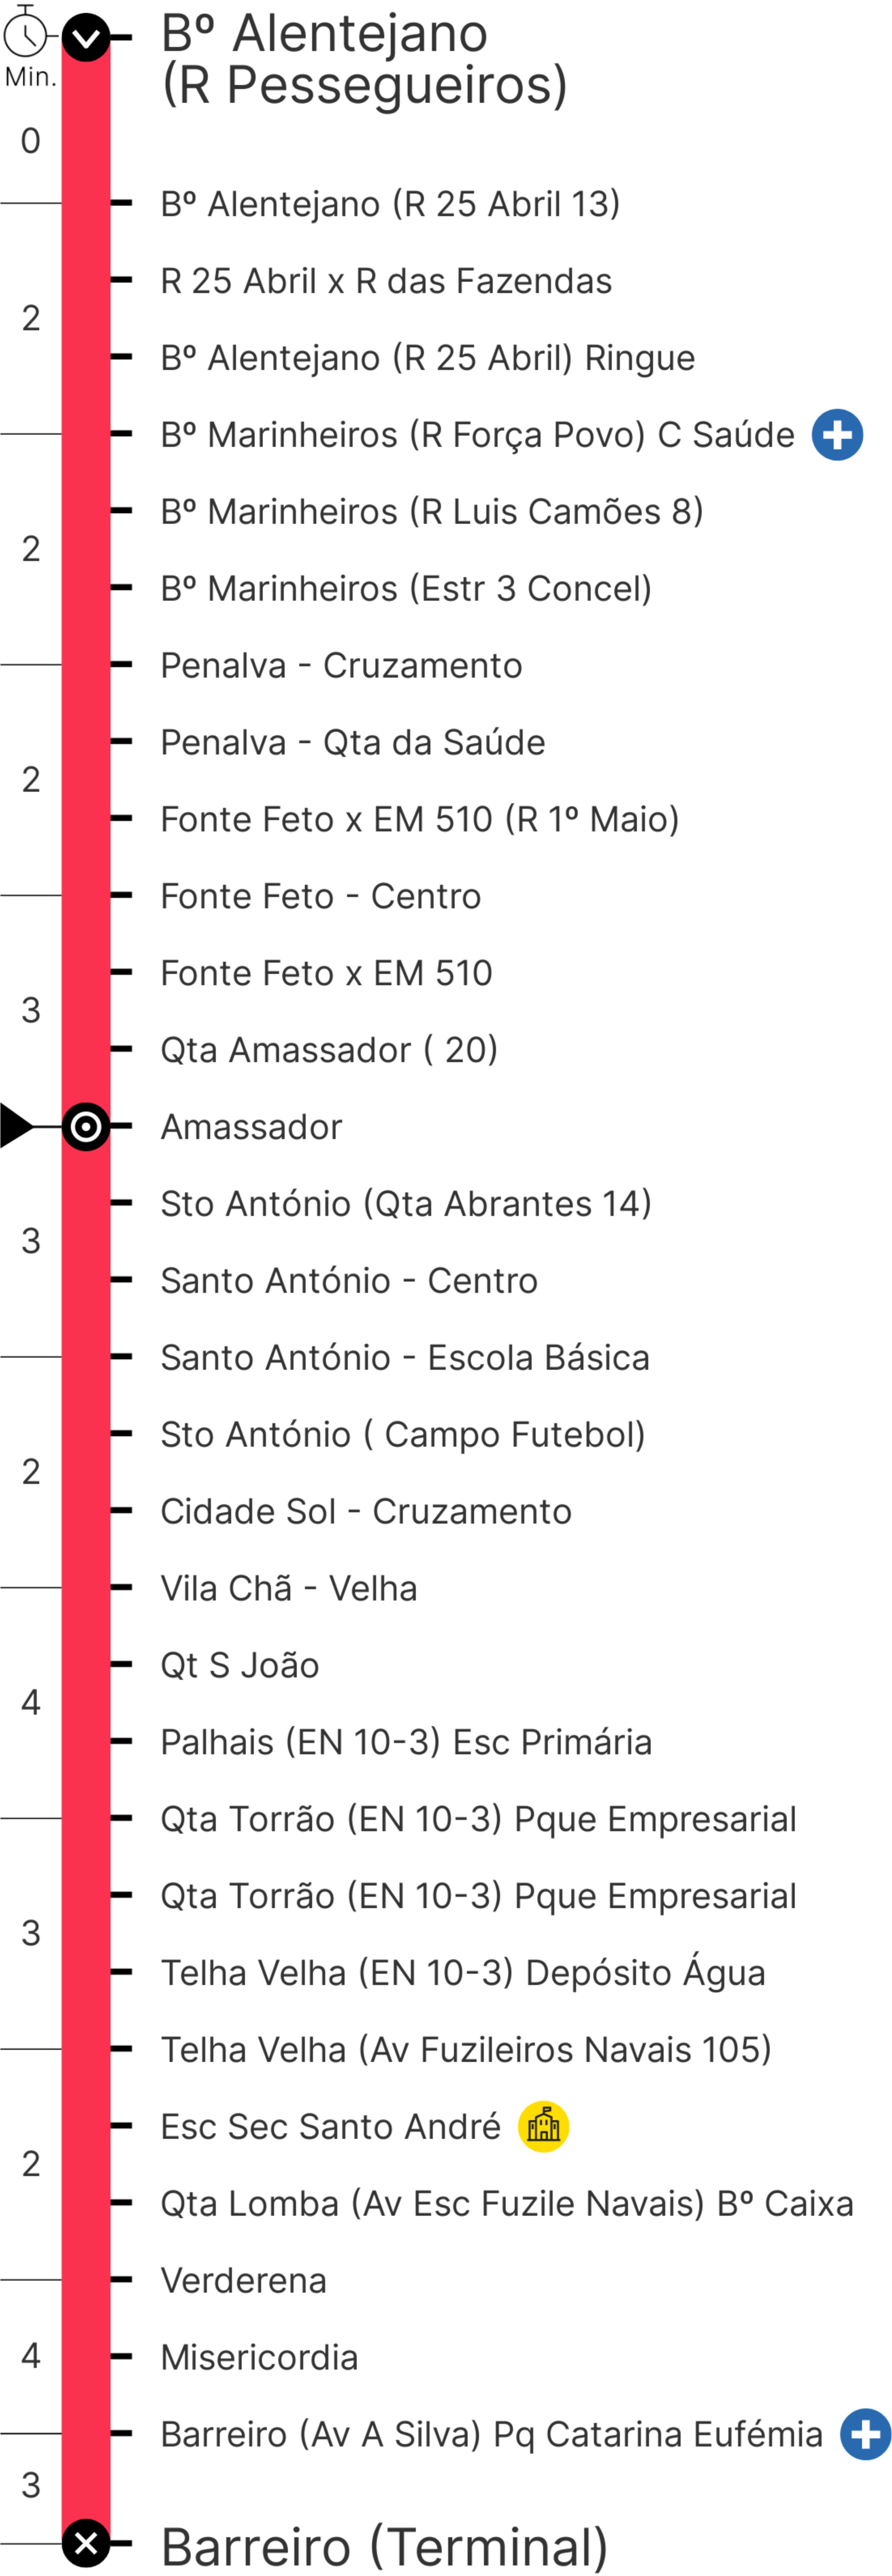 Bº Alentejano
(R Pessegueiros)
Min.
0
Bº Alentejano (R 25 Abril 13)
R 25 Abril x R das Fazendas
2
Bº Alentejano (R 25 Abril) Ringue
Bº Marinheiros (R Força Povo) C Saúde
Bº Marinheiros (R Luis Camões 8)
2
Bº Marinheiros (Estr 3 Concel)
Penalva - Cruzamento
Penalva - Qta da Saúde
2
Fonte Feto x EM 510 (R 1º Maio)
Fonte Feto - Centro
Fonte Feto x EM 510
3
Qta Amassador ( 20)
Amassador
Sto António (Qta Abrantes 14)
3
Santo António - Centro
Santo António - Escola Básica
Sto António ( Campo Futebol)
2
Cidade Sol - Cruzamento
Vila Chã - Velha
Qt S João
4
Palhais (EN 10-3) Esc Primária
Qta Torrão (EN 10-3) Pque Empresarial
Qta Torrão (EN 10-3) Pque Empresarial
3
Telha Velha (EN 10-3) Depósito Água
Telha Velha (Av Fuzileiros Navais 105)
Esc Sec Santo André
2
Qta Lomba (Av Esc Fuzile Navais) Bº Caixa
Verderena
4
Misericordia
Barreiro (Av A Silva) Pq Catarina Eufémia
3
Barreiro (Terminal)